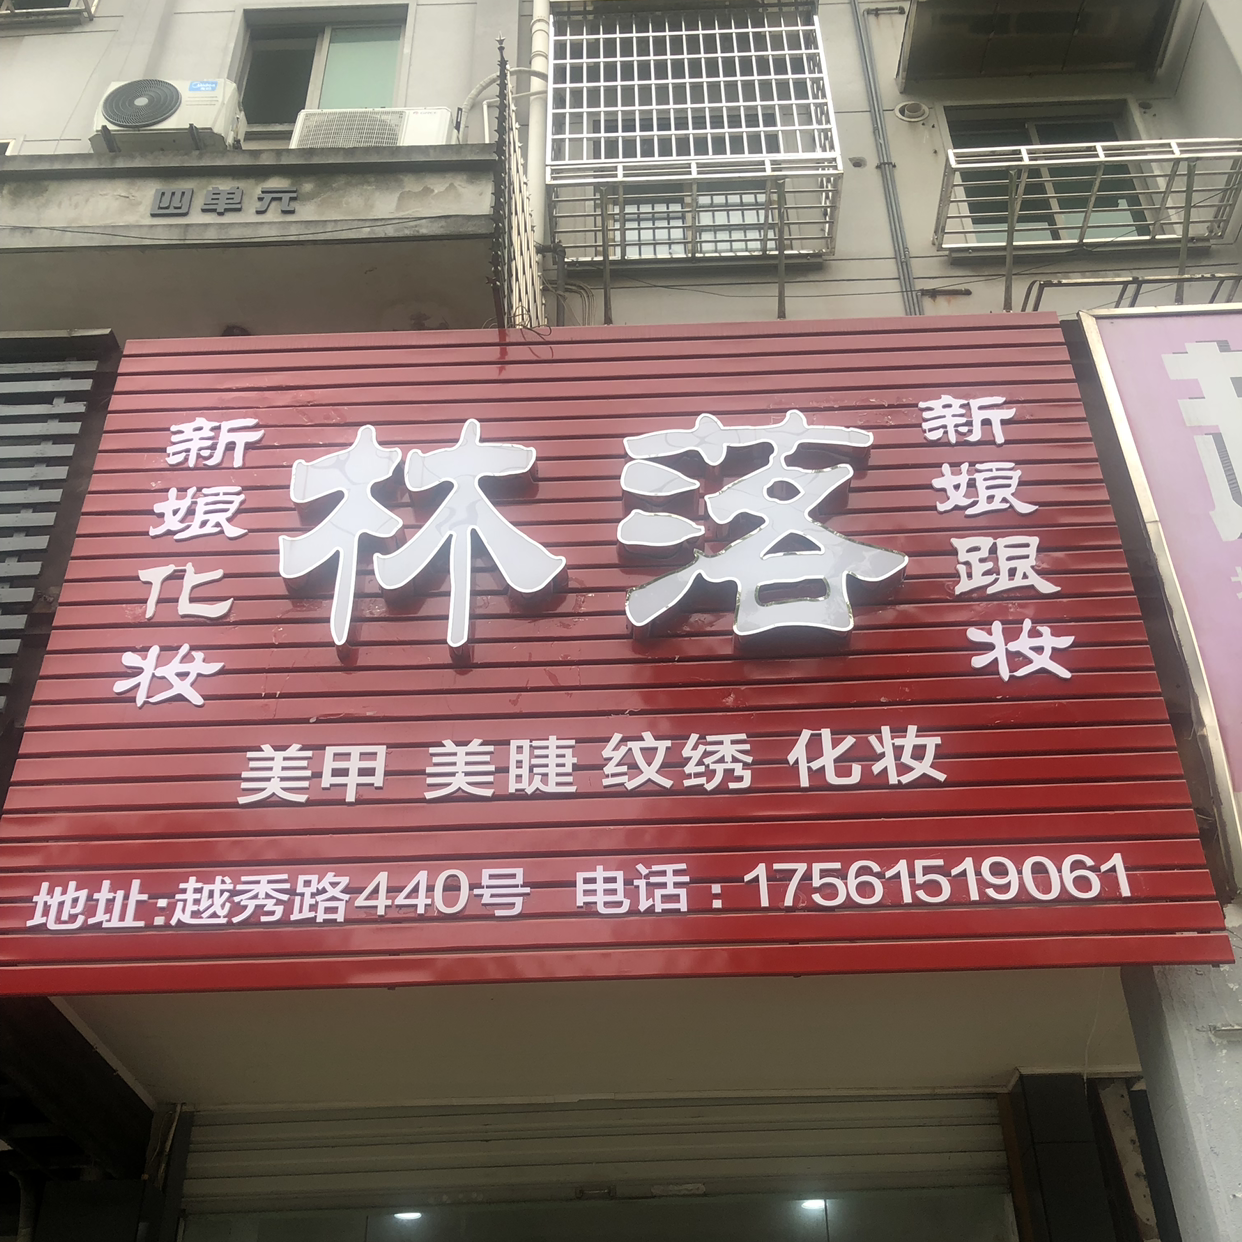 四单元
新娘化妆
林落
新娘跟妆
美甲 美睫 纹绣 化妆
地址:越秀路440号 电话:17561519061